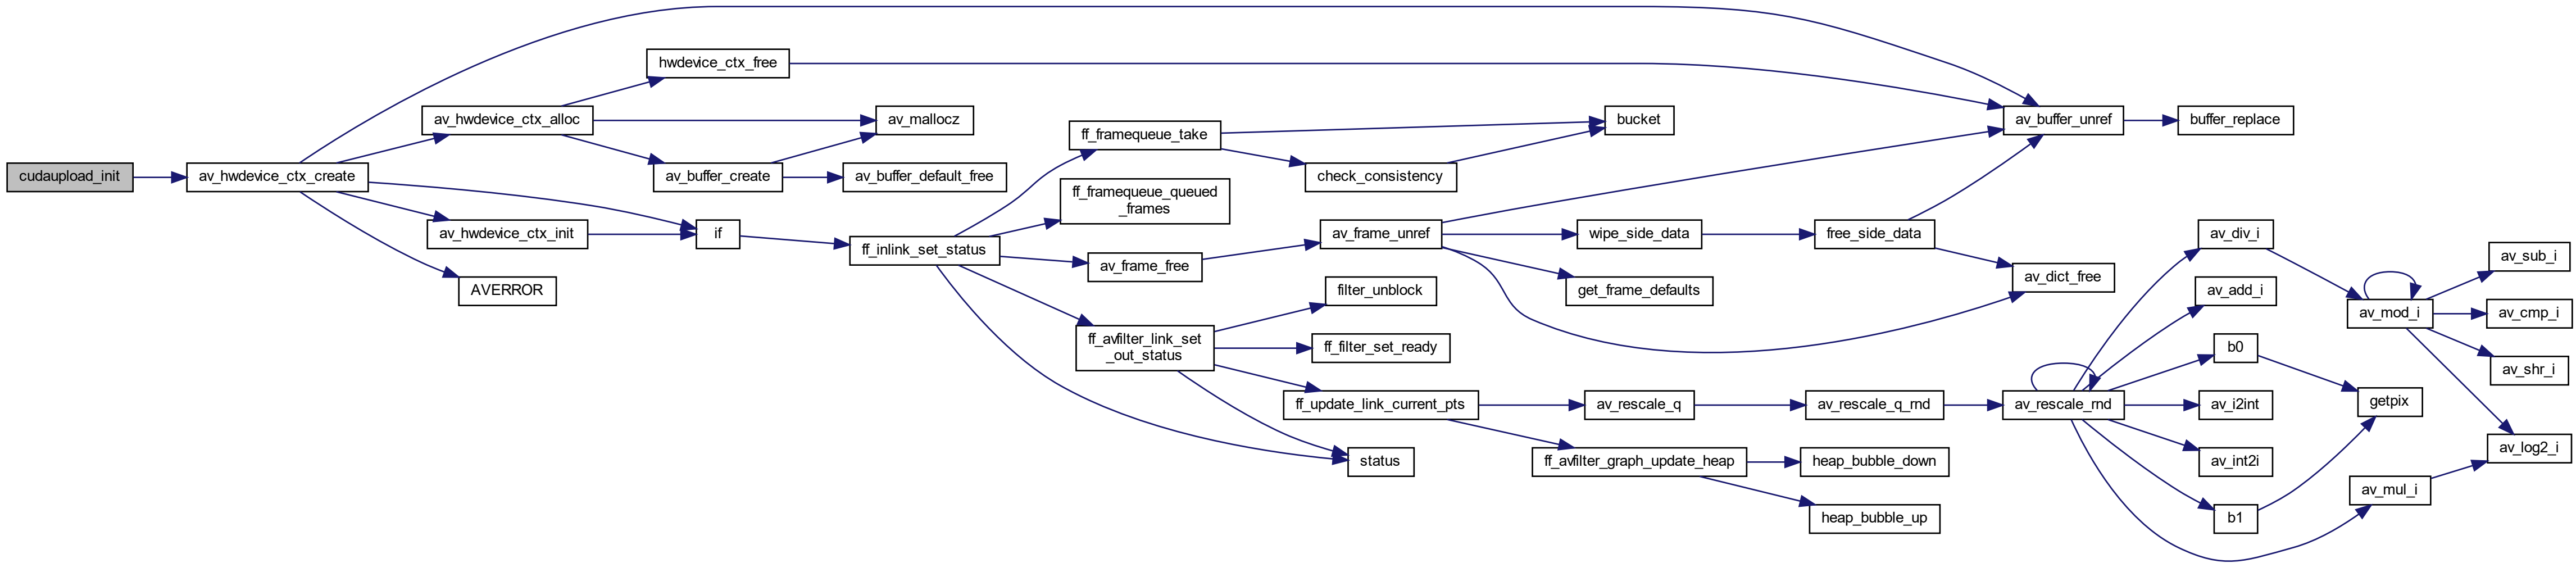 cudaupload_init
av_hwdevice_ctx_create
av_hwdevice_ctx_alloc
av_hwdevice_ctx_init
AVERROR
hwdevice_ctx_free
av_buffer_create
if
av_mallocz
av_buffer_default_free
ff_inlink_set_status
ff_framequeue_take
ff_framequeue_queued
_frames
av_frame_free
ff_avfilter_link_set
_out_status
bucket
check_consistency
av_frame_unref
filter_unblock
ff_filter_set_ready
ff_update_link_current_pts
status
wipe_side_data
get_frame_defaults
av_rescale_q
ff_avfilter_graph_update_heap
free_side_data
av_rescale_q_rnd
heap_bubble_down
heap_bubble_up
av_buffer_unref
av_dict_free
av_rescale_rnd
buffer_replace
av_div_i
av_add_i
b0
av_i2int
av_int2i
b1
av_mod_i
getpix
av_mul_i
av_sub_i
av_cmp_i
av_shr_i
av_log2_i